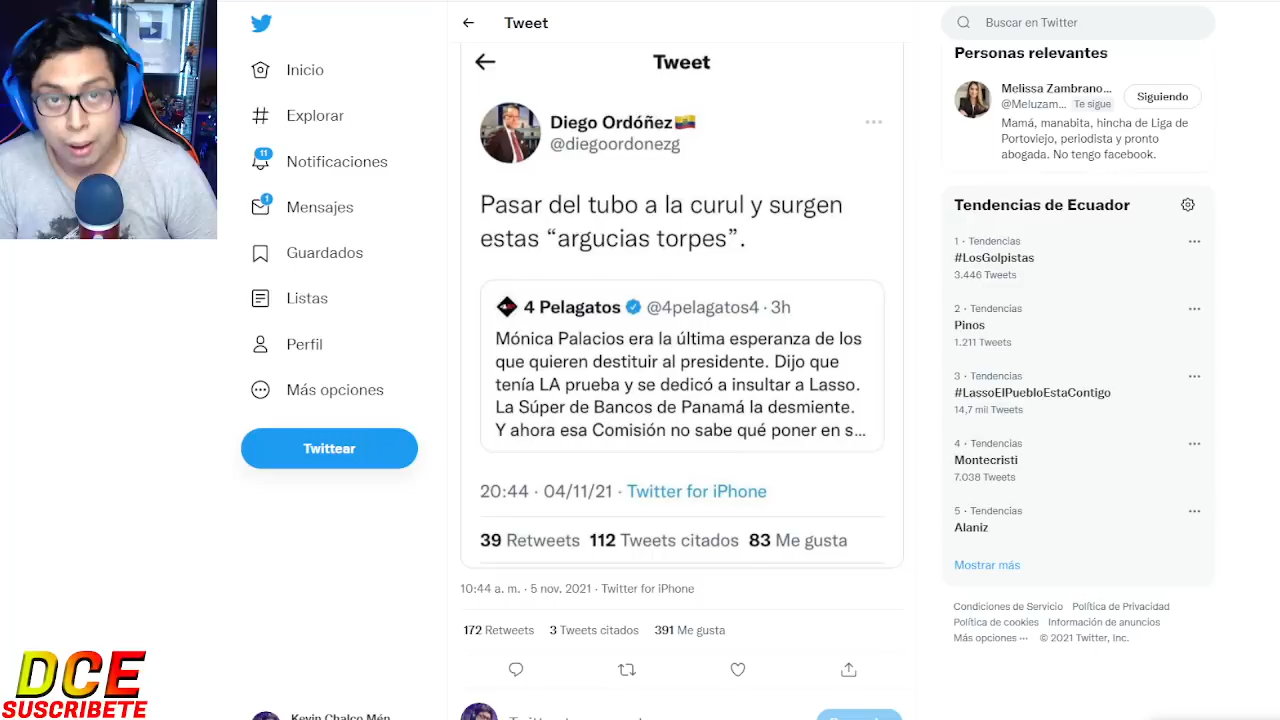 Inicio
Explorar
11
Notificaciones
1
Mensajes
Guardados
Listas
Perfil
Más opciones
Twittear
DCE
SUSCRIBETE
Kevin Chalco Mén
Tweet
Tweet
Diego Ordóñez
@diegoordonezg
Pasar del tubo a la curul y surgen
estas “argucias torpes”.
4 Pelagatos @4pelagatos4 · 3h
Mónica Palacios era la última esperanza de los
que quieren destituir al presidente. Dijo que
tenía LA prueba y se dedicó a insultar a Lasso.
La Súper de Bancos de Panamá la desmiente.
Y ahora esa Comisión no sabe qué poner en s...
20:44 · 04/11/21 · Twitter for iPhone
39 Retweets 112 Tweets citados 83 Me gusta
10:44 a. m. · 5 nov. 2021 · Twitter for iPhone
172 Retweets 3 Tweets citados 391 Me gusta
Buscar en Twitter
Personas relevantes
Melissa Zambrano...
@Meluzam... Te sigue
Siguiendo
Mamá, manabita, hincha de Liga de
Portoviejo, periodista y pronto
abogada. No tengo facebook.
Tendencias de Ecuador
1 · Tendencias
#LosGolpistas
3.446 Tweets
2 · Tendencias
Pinos
1.211 Tweets
3 · Tendencias
#LassoElPuebloEstaContigo
14,7 mil Tweets
4 · Tendencias
Montecristi
7.038 Tweets
5 · Tendencias
Alaniz
Mostrar más
Condiciones de Servicio Política de Privacidad
Política de cookies Información de anuncios
Más opciones ··· © 2021 Twitter, Inc.